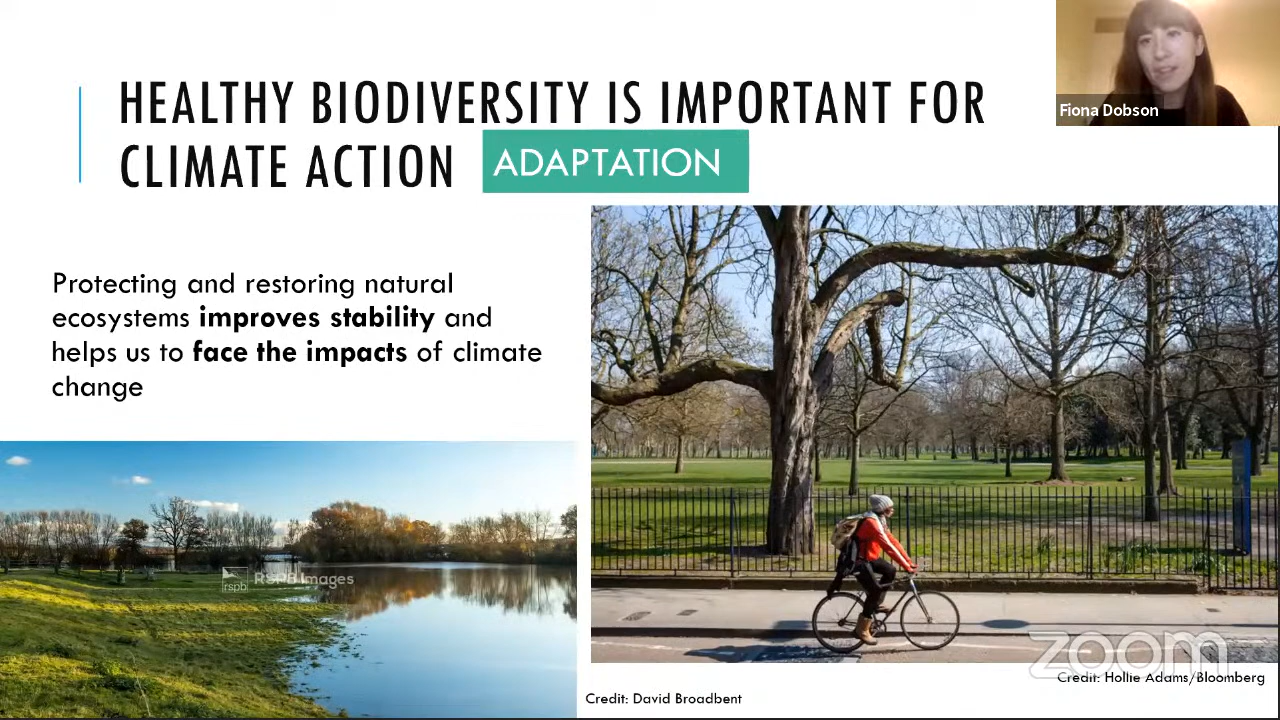 HEALTHY BIODIVERSITY IS IMPORTANT FOR
CLIMATE ACTION ADAPTATION
Fiona Dobson
Protecting and restoring natural
ecosystems improves stability and
helps us to face the impacts of climate
change
rspb RSPB Images
zoom
Credit: Hollie Adams/Bloomberg
Credit: David Broadbent